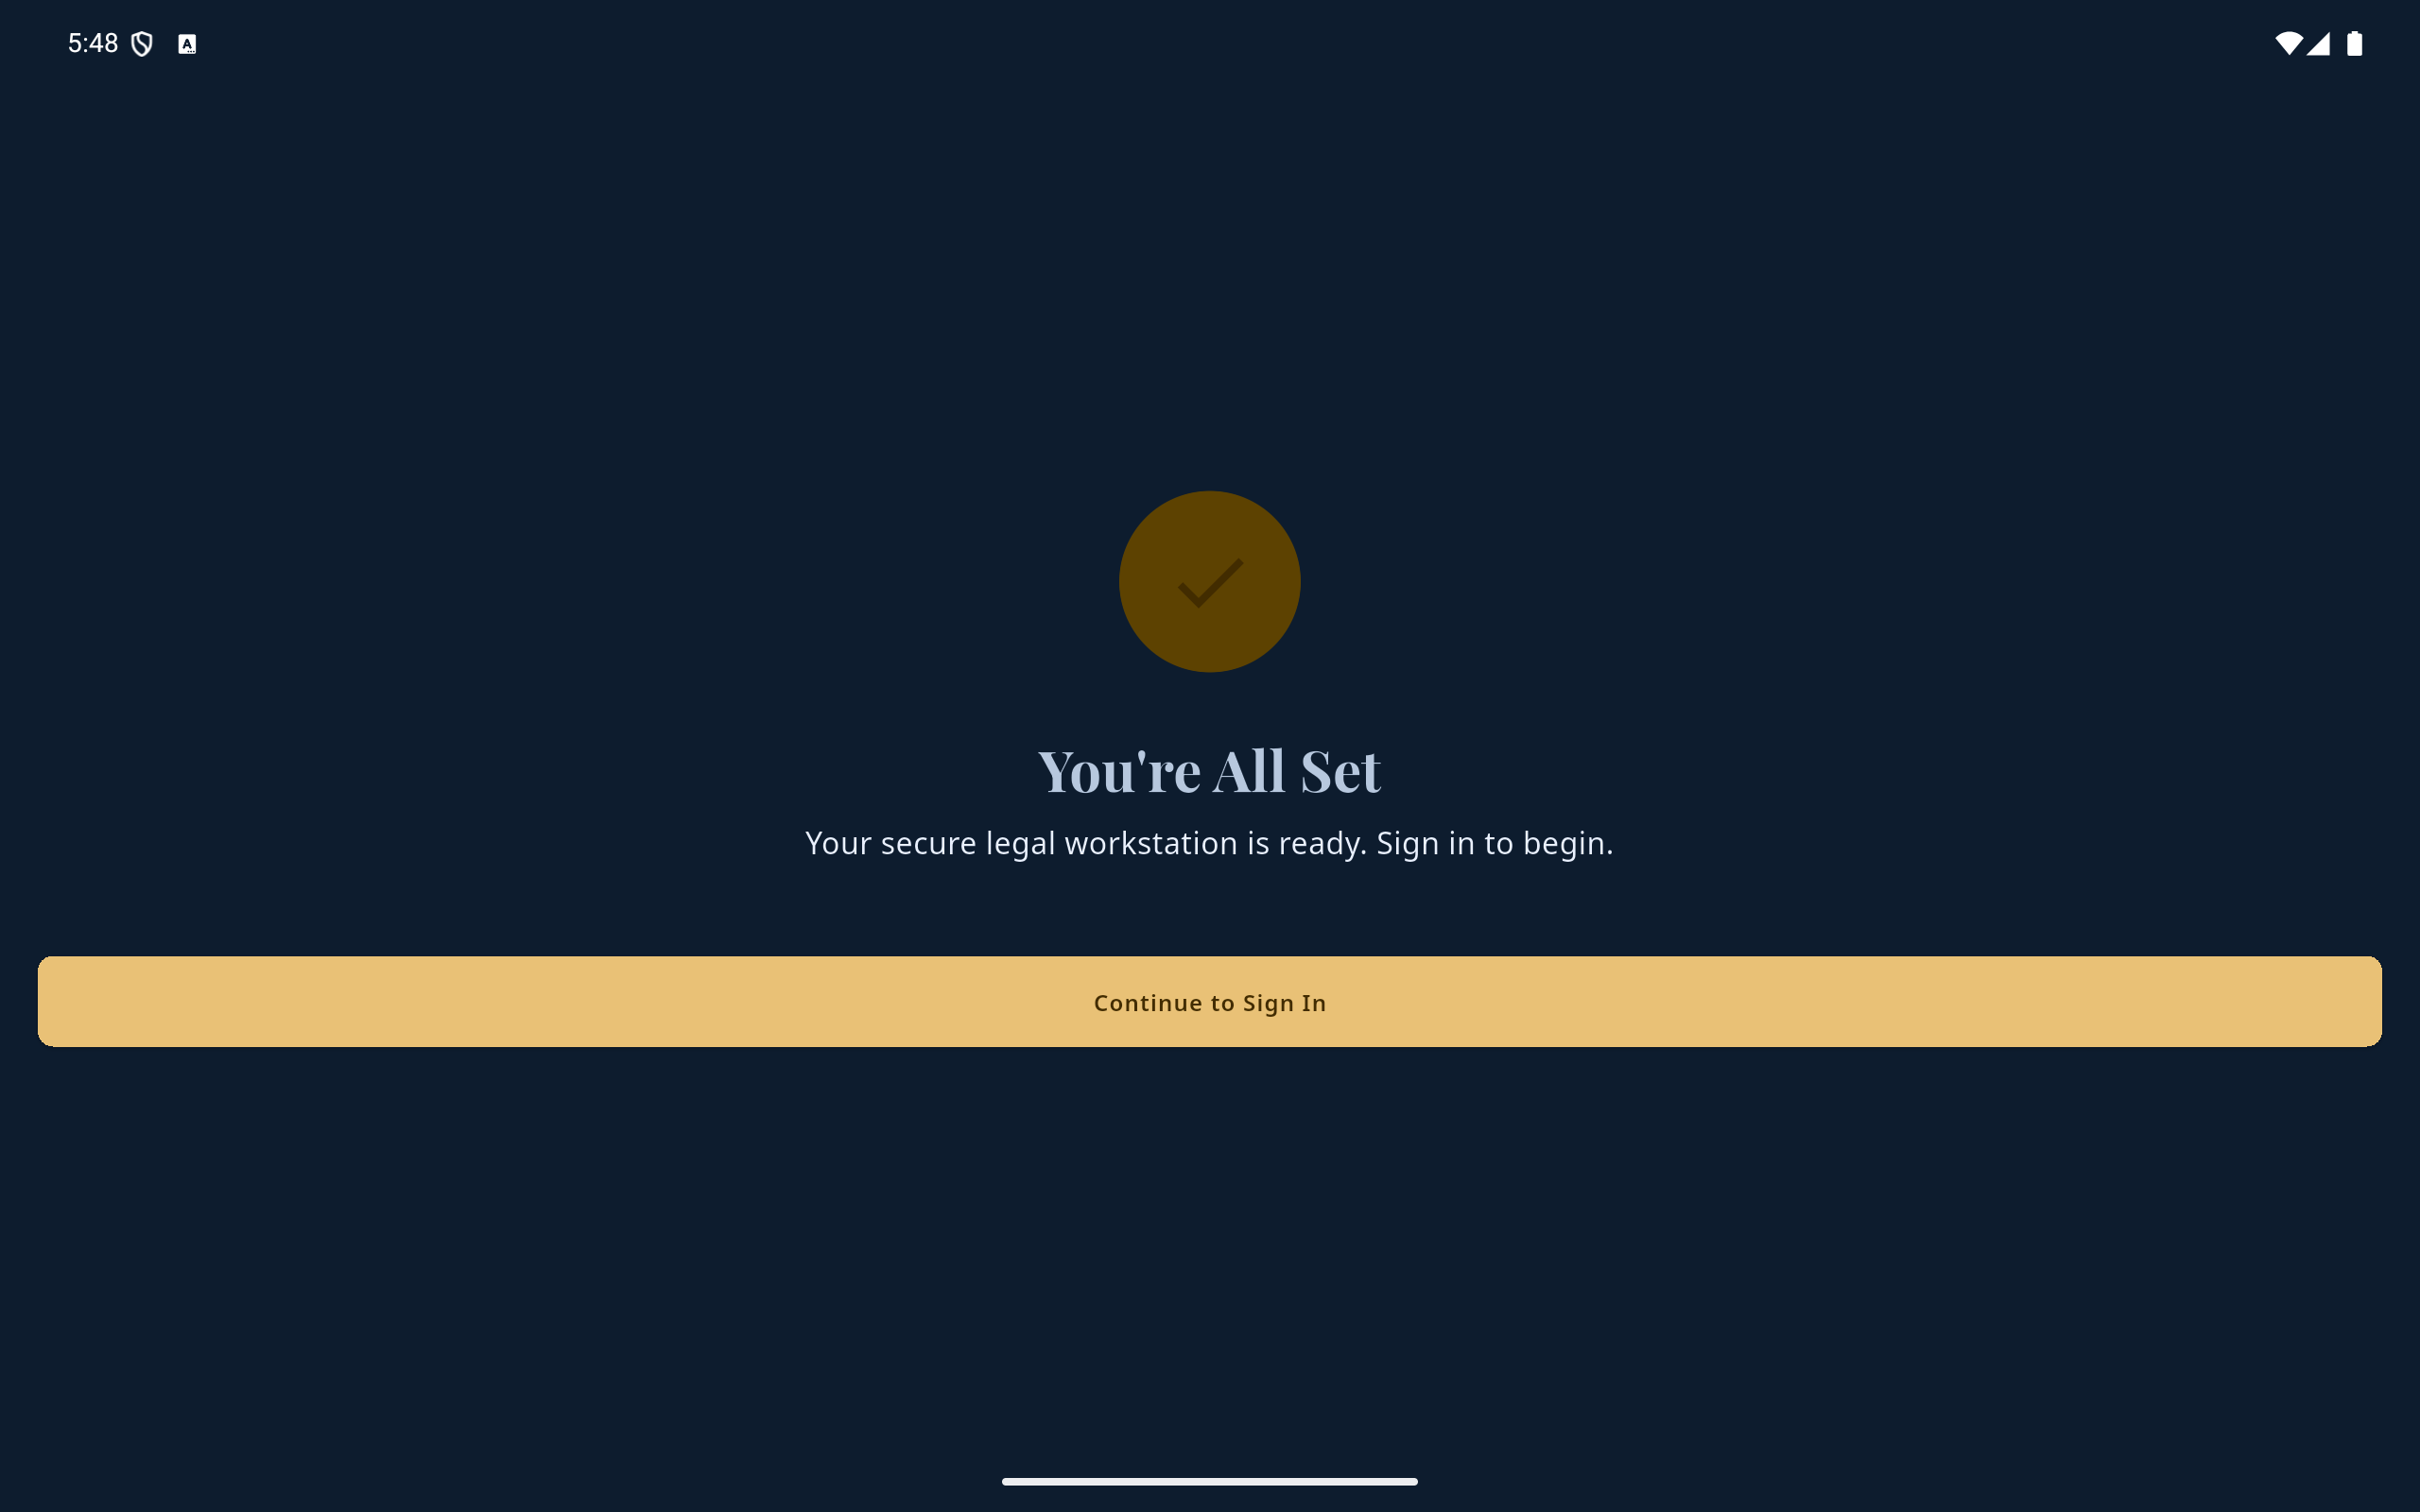 5:48
You're All Set
Your secure legal workstation is ready. Sign in to begin.
Continue to Sign In